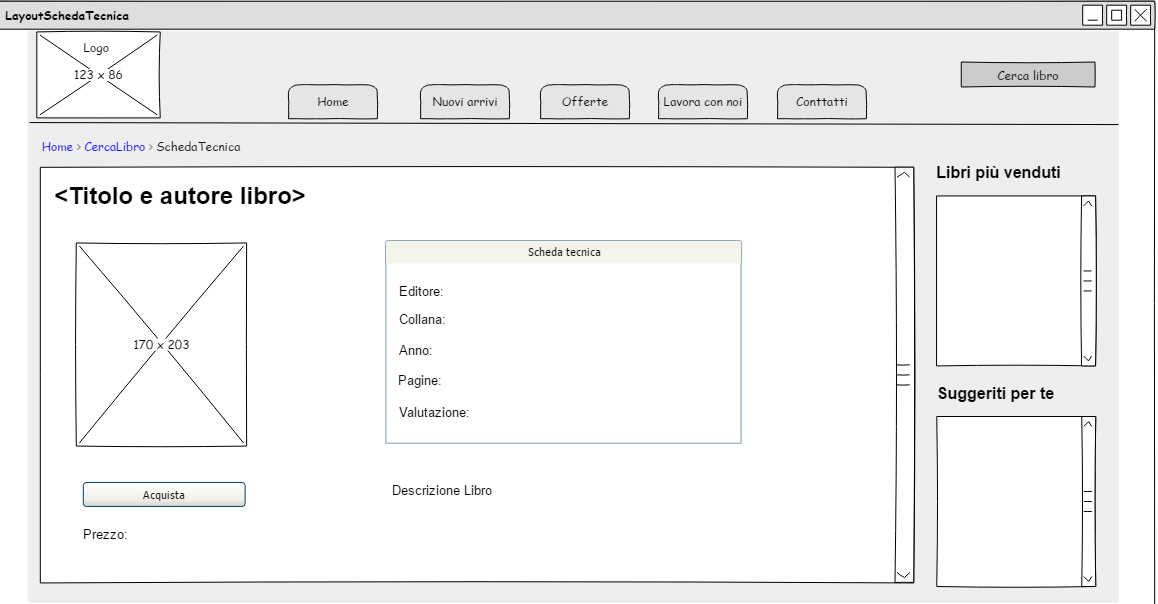 LayoutSchedaTecnica
Logo
123 x 86
Home
Nuovi arrivi
Offerte
Lavora con noi
Conttatti
Cerca libro
Home > CercaLibro > SchedaTecnica
<Titolo e autore libro>
170 x 203
Acquista
Prezzo:
Scheda tecnica
Editore:
Collana:
Anno:
Pagine:
Valutazione:
Descrizione Libro
Libri più venduti
Suggeriti per te